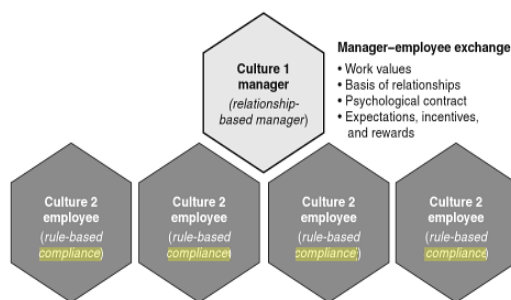 Culture 1
manager
(relationship-
based manager)
Manager–employee exchange
• Work values
• Basis of relationships
• Psychological contract
• Expectations, incentives,
and rewards
Culture 2
employee
(rule-based
compliance)
Culture 2
employee
(rule-based
compliance)
Culture 2
employee
(rule-based
compliance)
Culture 2
employee
(rule-based
compliance)